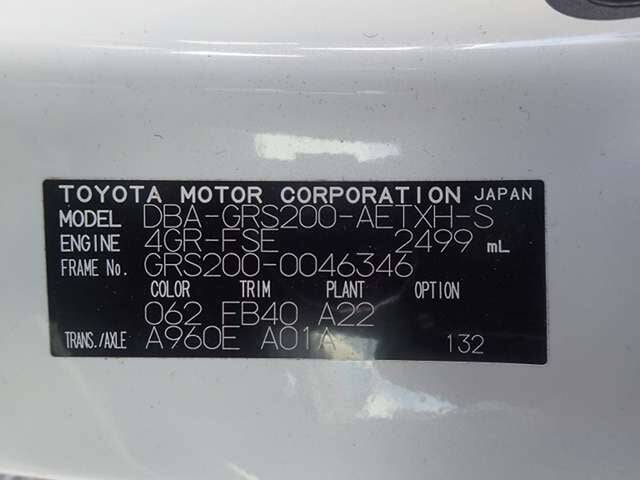 TOYOTA MOTOR CORPORATION JAPAN
MODEL DBA-GRS200-AETXH-S
ENGINE 4GR-FSE 2499 mL
FRAME No. GRS200-0046346
COLOR TRIM PLANT OPTION
062 FB40 A22
TRANS./AXLE A960E A01A 132